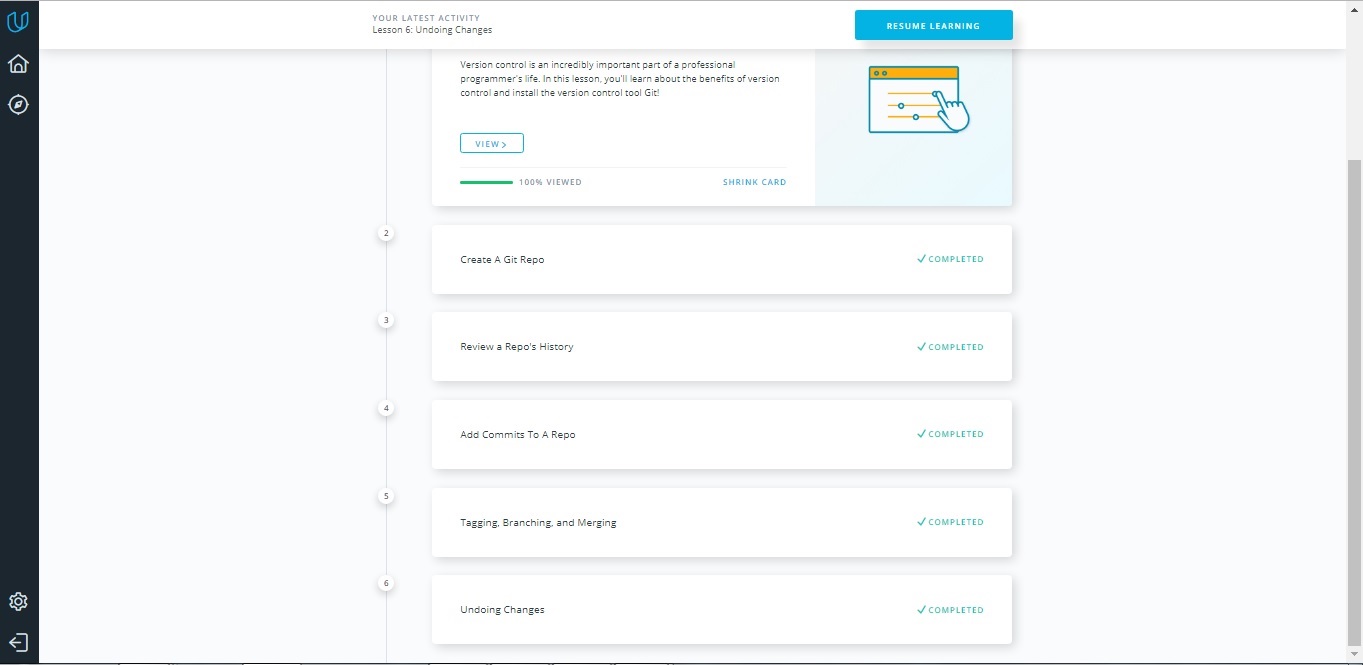 YOUR LATEST ACTIVITY
Lesson 6: Undoing Changes
RESUME LEARNING
Version control is an incredibly important part of a professional
programmer's life. In this lesson, you'll learn about the benefits of version
control and install the version control tool Git!
VIEW
100% VIEWED
SHRINK CARD
2
Create A Git Repo
COMPLETED
3
Review a Repo's History
COMPLETED
4
Add Commits To A Repo
COMPLETED
5
Tagging, Branching, and Merging
COMPLETED
6
Undoing Changes
COMPLETED